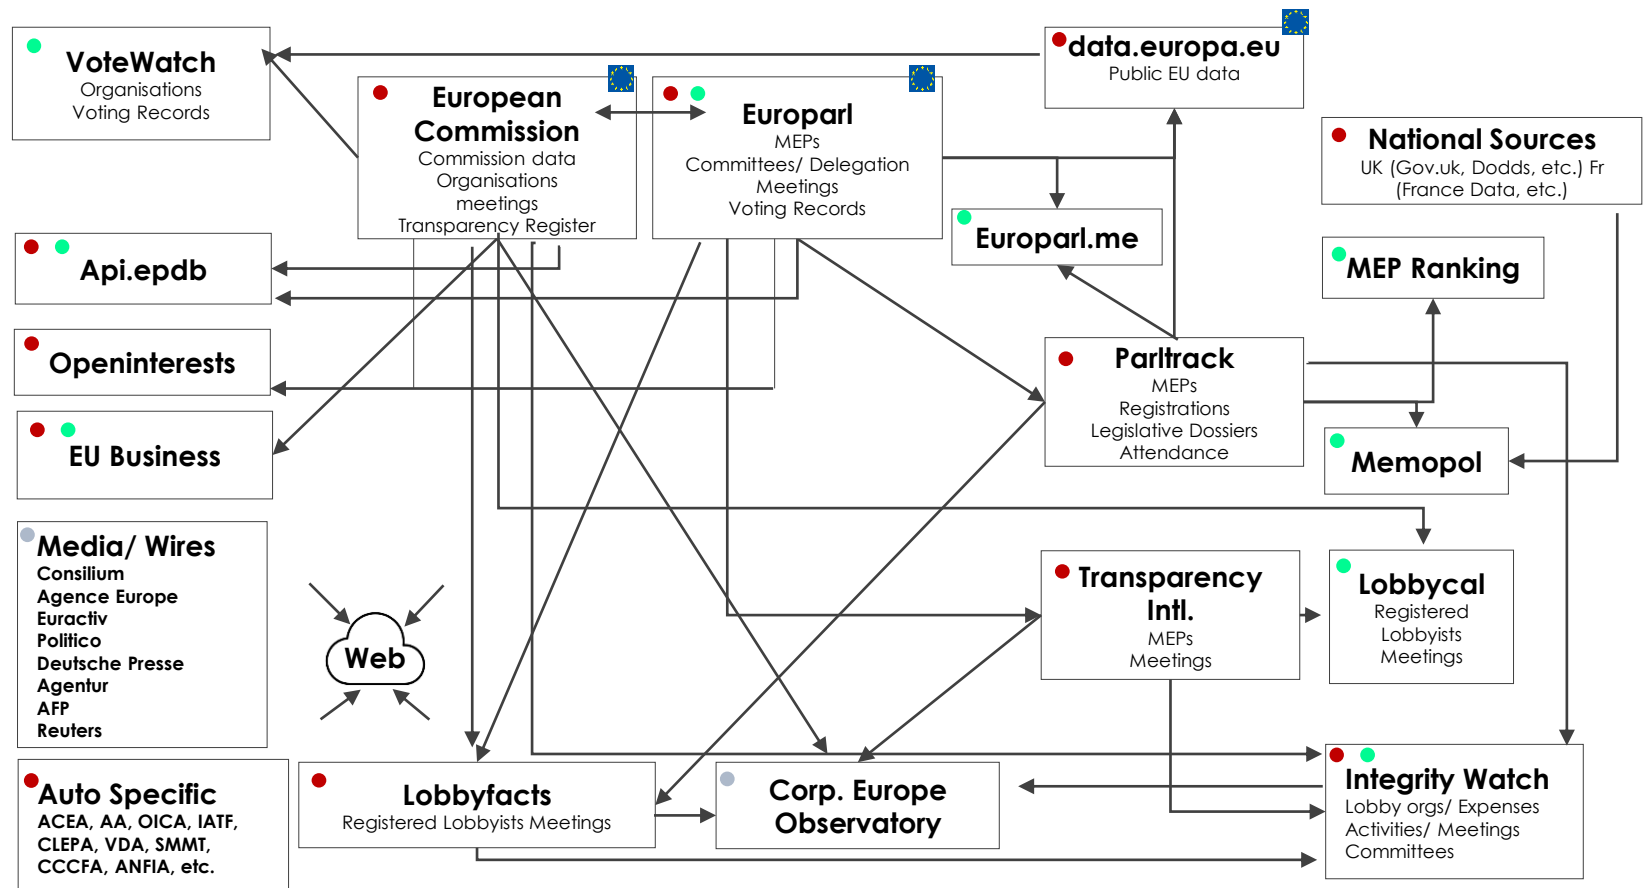 VoteWatch
Organisations
Voting Records
European
Commission
Commission data
Organisations
meetings
Transparency Register
Europarl
MEPs
Committees/ Delegation
Meetings
Voting Records
data.europa.eu
Public EU data
National Sources
UK (Gov.uk, Dodds, etc.) Fr
(France Data, etc.)
Europarl.me
MEP Ranking
Api.epdb
Openinterests
EU Business
Parltrack
MEPs
Registrations
Legislative Dossiers
Attendance
Memopol
Media/ Wires
Consilium
Agence Europe
Euractiv
Politico
Deutsche Presse
Agentur
AFP
Reuters
Web
Transparency
Intl.
MEPs
Meetings
Lobbycal
Registered
Lobbyists
Meetings
Auto Specific
ACEA, AA, OICA, IATF,
CLEPA, VDA, SMMT,
CCCFA, ANFIA, etc.
Lobbyfacts
Registered Lobbyists Meetings
Corp. Europe
Observatory
Integrity Watch
Lobby orgs/ Expenses
Activities/ Meetings
Committees